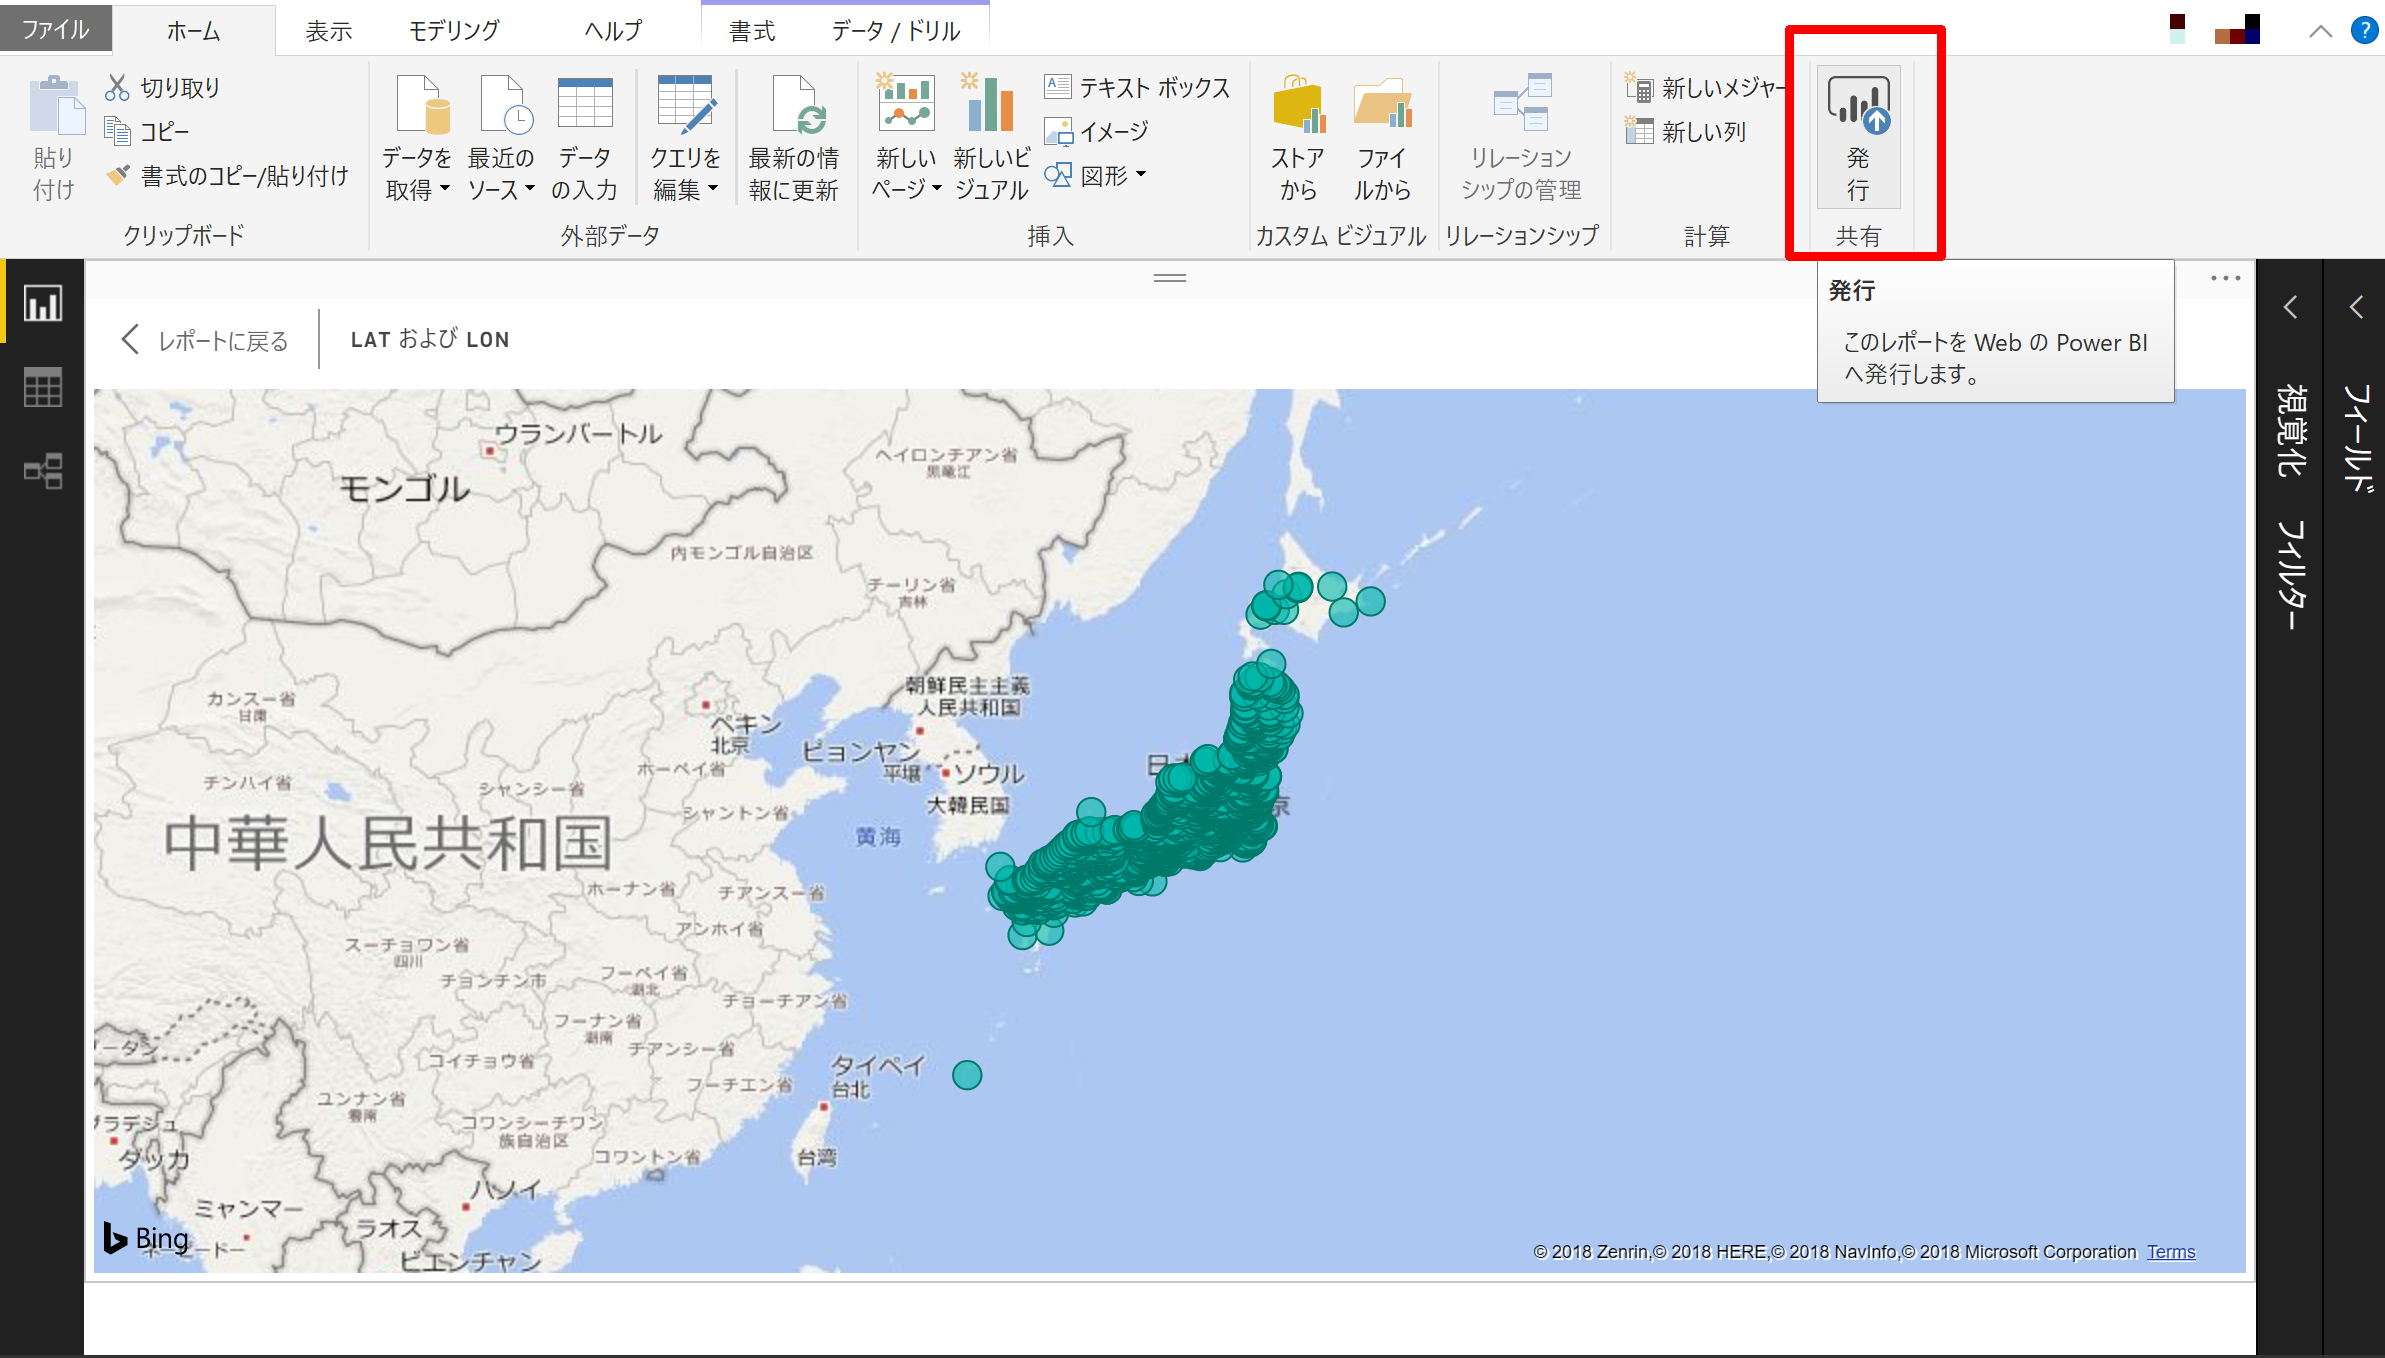 ファイル
ホーム
表示
モデリング
ヘルプ
書式
データ / ドリル
?
貼り
付け
切り取り
コピー
書式のコピー/貼り付け
クリップボード
データを
取得
最近の
ソース
データ
の入力
クエリを
編集
最新の情
報に更新
外部データ
新しい
ページ
新しいビ
ジュアル
テキスト ボックス
イメージ
図形
挿入
ストア
から
ファイ
ルから
カスタム ビジュアル
リレーション
シップの管理
リレーションシップ
新しいメジャー
新しい列
計算
発
行
共有
発行
このレポートを Web の Power BI
へ発行します。
レポートに戻る
LAT および LON
視覚化
フィルター
フィールド
ウランバートル
モンゴル
ヘイロンチアン省
黒竜江
内モンゴル自治区
チーリン省
吉林
カンスー省
甘粛
朝鮮民主主義
人民共和国
ペキン
北京
ピョンヤン
平壌
ホーペイ省
ソウル
大韓民国
チンハイ省
シャンシー省
シャントン省
黄海
中華人民共和国
ホーナン省
チアンスー省
アンホイ省
スーチョワン省
四川
チョンチン市
フーペイ省
湖北
チョーチアン省
フーナン省
湖南
チアンシー省
コイチョウ省
フーチエン省
タイペイ
台北
ユンナン省
雲南
コワンシーチワン
族自治区
コワントン省
台湾
ータン
ラデシュ
ダッカ
ハノイ
ミャンマー
ラオス
ビエンチャン
日
京
Bing
© 2018 Zenrin,© 2018 HERE,© 2018 NavInfo,© 2018 Microsoft Corporation Terms